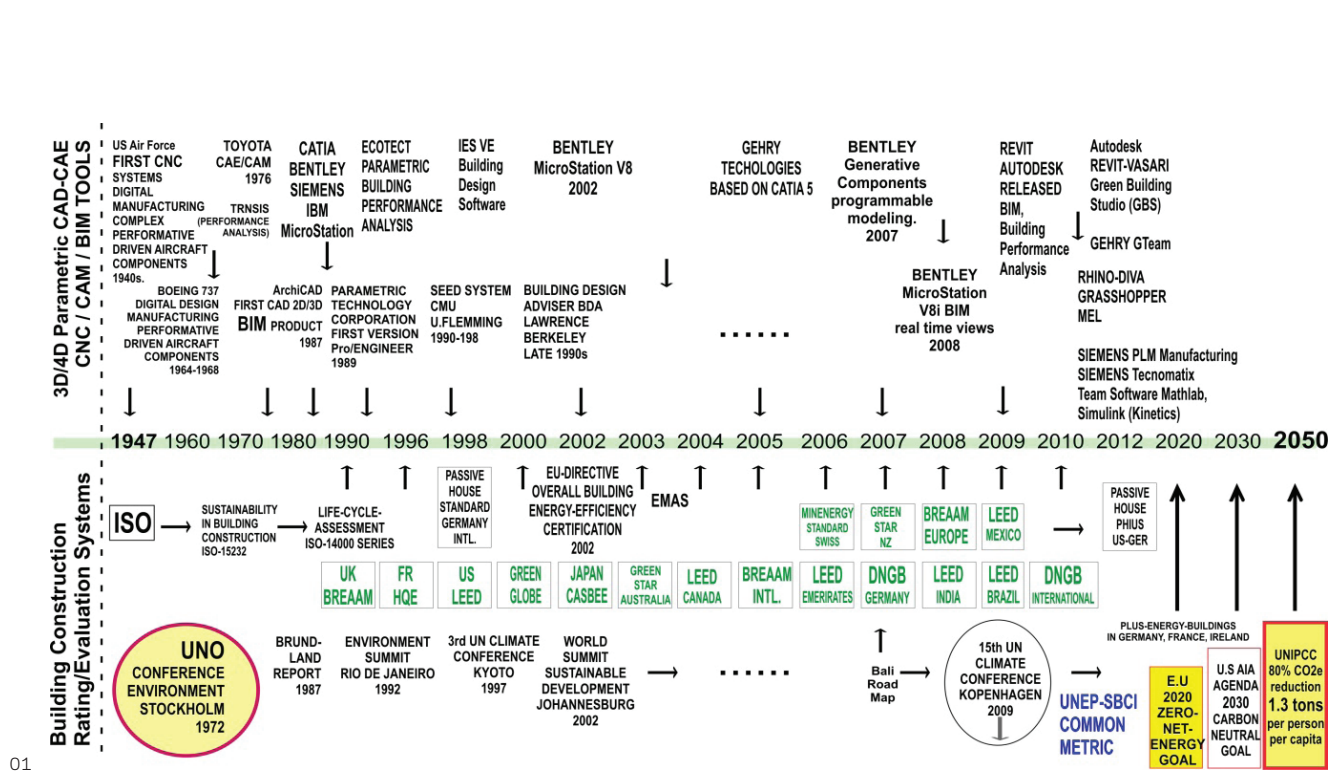 3D/4D Parametric CAD-CAE
CNC / CAM / BIM TOOLS
US Air Force
FIRST CNC
SYSTEMS
DIGITAL
MANUFACTURING
COMPLEX
PERFORMATIVE
DRIVEN AIRCRAFT
COMPONENTS
1940s.
TOYOTA
CAE/CAM
1976
TRNSIS
(PERFORMANCE
ANALYSIS)
CATIA
BENTLEY
SIEMENS
IBM
MicroStation
ECOTECT
PARAMETRIC
BUILDING
PERFORMANCE
ANALYSIS
IES VE
Building
Design
Software
BENTLEY
MicroStation V8
2002
GEHRY
TECHOLOGIES
BASED ON CATIA 5
BENTLEY
Generative
Components
programmable
modeling.
2007
REVIT
AUTODESK
RELEASED
BIM,
Building
Performance
Analysis
Autodesk
REVIT-VASARI
Green Building
Studio (GBS)
GEHRY GTeam
RHINO-DIVA
GRASSHOPPER
MEL
SIEMENS PLM Manufacturing
SIEMENS Tecnomatix
Team Software Mathlab,
Simulink (Kinetics)
BOEING 737
DIGITAL DESIGN
MANUFACTURING
PERFORMATIVE
DRIVEN AIRCRAFT
COMPONENTS
1964-1968
ArchiCAD
FIRST CAD 2D/3D
BIM PRODUCT
1987
PARAMETRIC
TECHNOLOGY
CORPORATION
FIRST VERSION
Pro/ENGINEER
1989
SEED SYSTEM
CMU
U.FLEMMING
1990-198
BUILDING DESIGN
ADVISER BDA
LAWRENCE
BERKELEY
LATE 1990s
......
BENTLEY
MicroStation
V8i BIM
real time views
2008
1947 1960 1970 1980 1990 1996 1998 2000 2002 2003 2004 2005 2006 2007 2008 2009 2010 2012 2020 2030 2050
Building Construction
Rating/Evaluation Systems
ISO
SUSTAINABILITY
IN BUILDING
CONSTRUCTION
ISO-15232
LIFE-CYCLE-
ASSESSMENT
ISO-14000 SERIES
PASSIVE
HOUSE
STANDARD
GERMANY
INTL.
EU-DIRECTIVE
OVERALL BUILDING
ENERGY-EFFICIENCY
CERTIFICATION
2002
EMAS
MINENERGY
STANDARD
SWISS
GREEN
STAR
NZ
BREEAM
EUROPE
LEED
MEXICO
PASSIVE
HOUSE
PHIUS
US-GER
UK
BREAAM
FR
HQE
US
LEED
GREEN
GLOBE
JAPAN
CASBEE
GREEN
STAR
AUSTRALIA
LEED
CANADA
BREAAM
INTL.
LEED
EMERIRATES
DNGB
GERMANY
LEED
INDIA
LEED
BRAZIL
DNGB
INTERNATIONAL
UNO
CONFERENCE
ENVIRONMENT
STOCKHOLM
1972
BRUND-
LAND
REPORT
1987
ENVIRONMENT
SUMMIT
RIO DE JANEIRO
1992
3rd UN CLIMATE
CONFERENCE
KYOTO
1997
WORLD
SUMMIT
SUSTAINABLE
DEVELOPMENT
JOHANNESBURG
2002
......
Bali
Road
Map
15th UN
CLIMATE
CONFERENCE
KOPENHAGEN
2009
UNEP-SBCI
COMMON
METRIC
PLUS-ENERGY-BUILDINGS
IN GERMANY, FRANCE, IRELAND
E.U
2020
ZERO-
NET-
ENERGY
GOAL
U.S AIA
AGENDA
2030
CARBON
NEUTRAL
GOAL
UNIPCC
80% CO2e
reduction
1.3 tons
per person
per capita
01